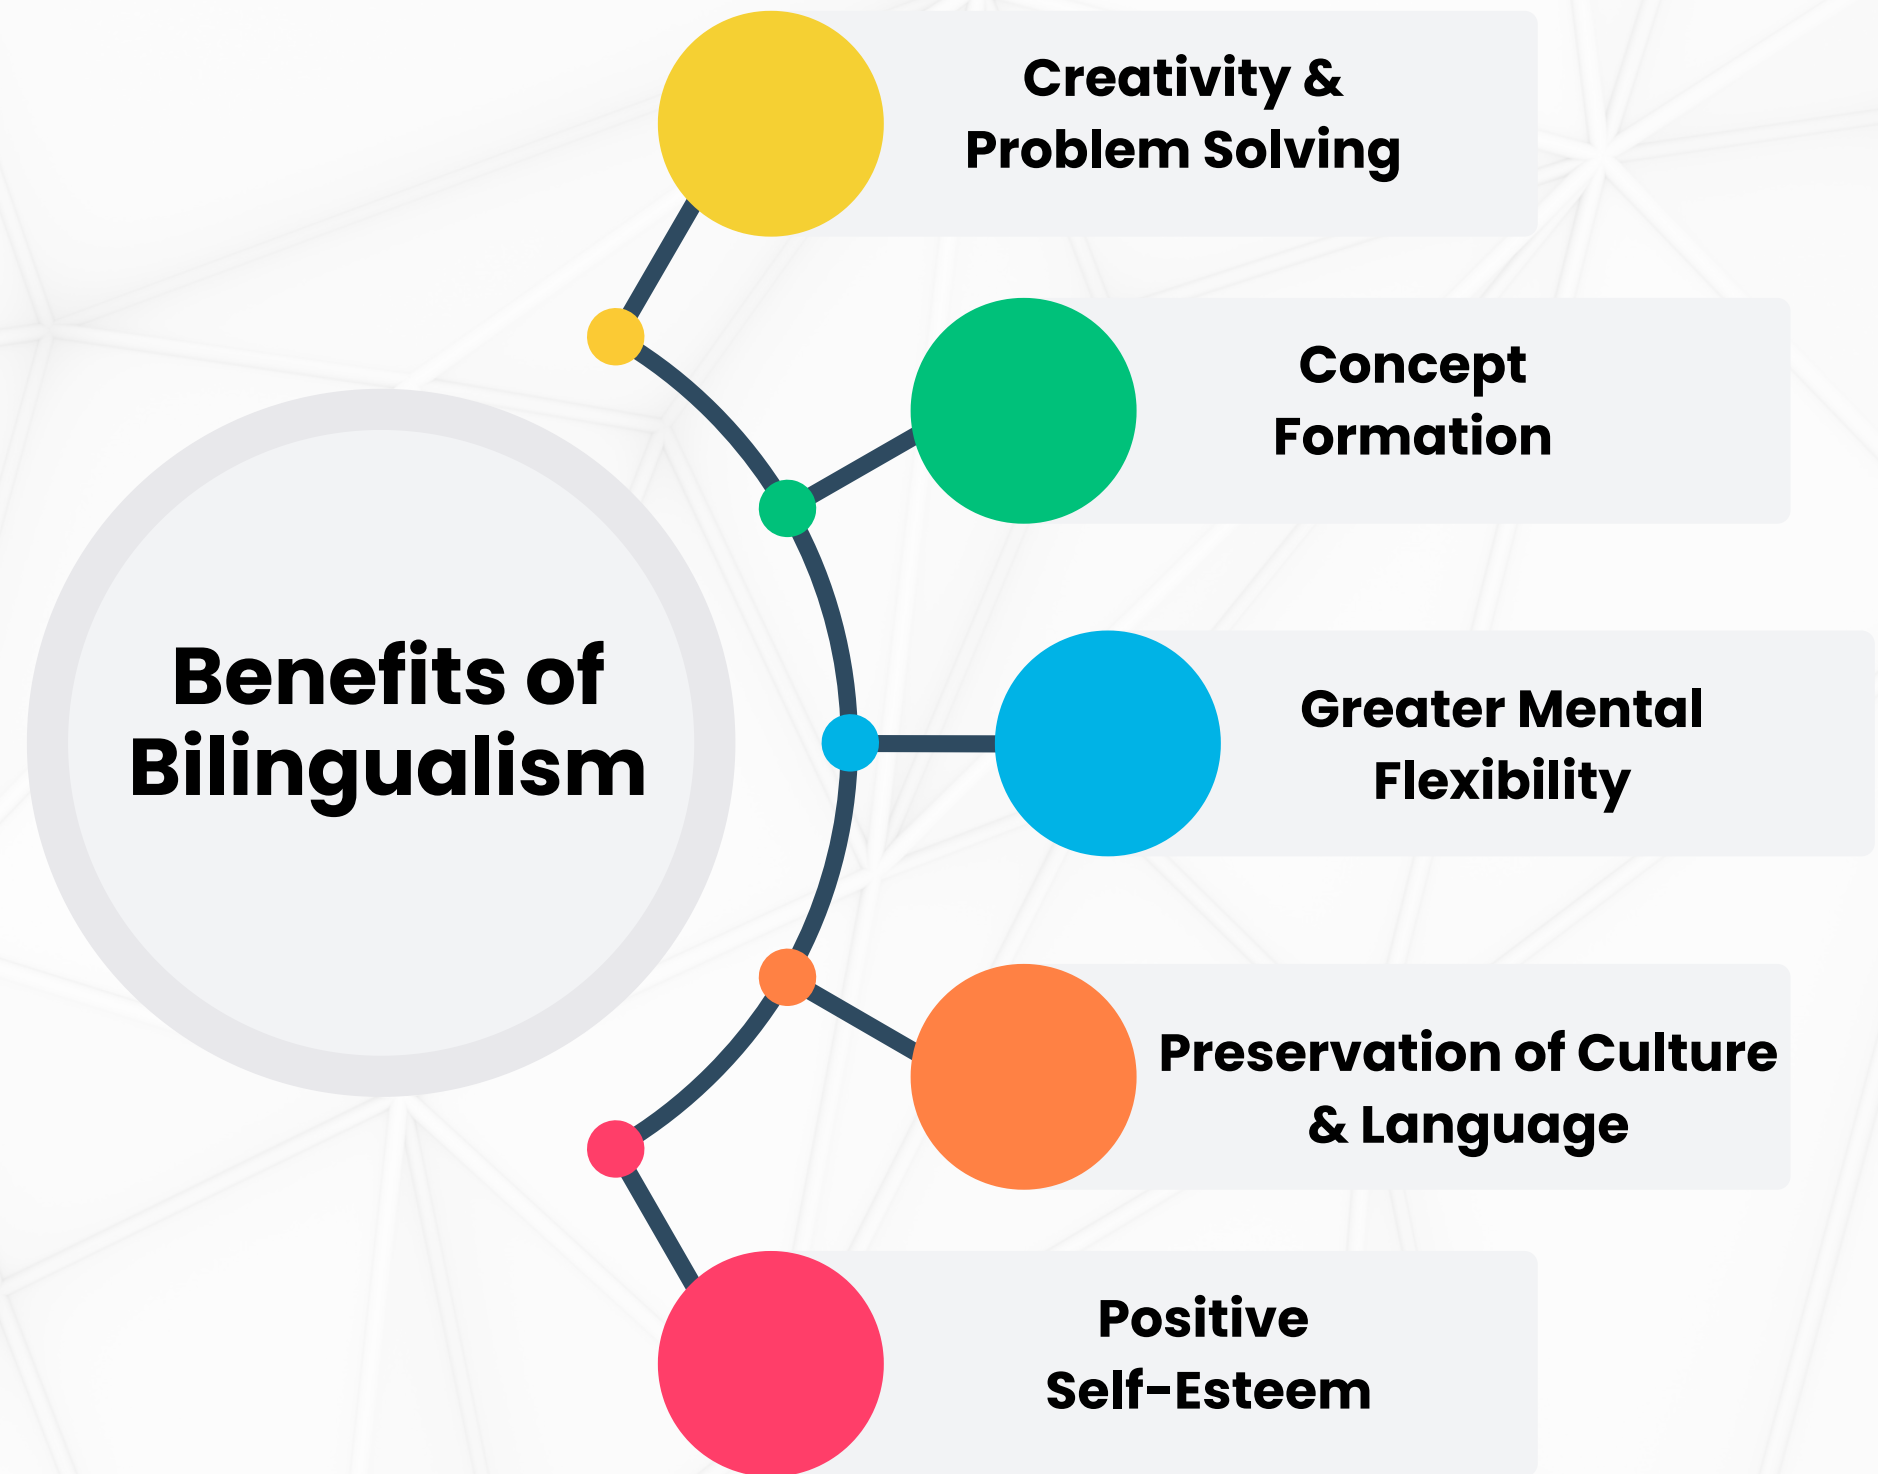 Creativity &
Problem Solving
Concept
Formation
Benefits of
Bilingualism
Greater Mental
Flexibility
Preservation of Culture
& Language
Positive
Self-Esteem